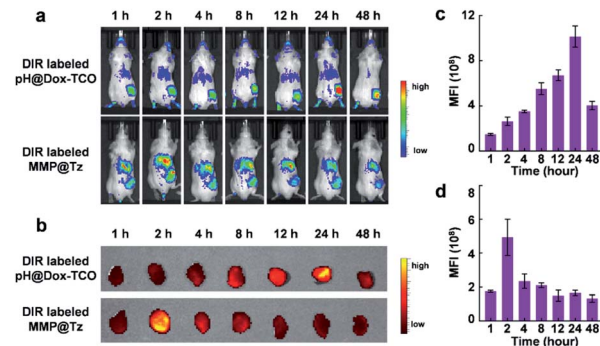 a
1 h 2 h 4 h 8 h 12 h 24 h 48 h
DIR labeled
pH@Dox-TCO
DIR labeled
MMP@Tz
high
low
b
1 h 2 h 4 h 8 h 12 h 24 h 48 h
DIR labeled
pH@Dox-TCO
DIR labeled
MMP@Tz
high
low
c
MFI (10⁸)
12
8
4
0
1 2 4 8 12 24 48
Time (hour)
d
MFI (10⁸)
8
6
4
2
0
1 2 4 8 12 24 48
Time (hour)